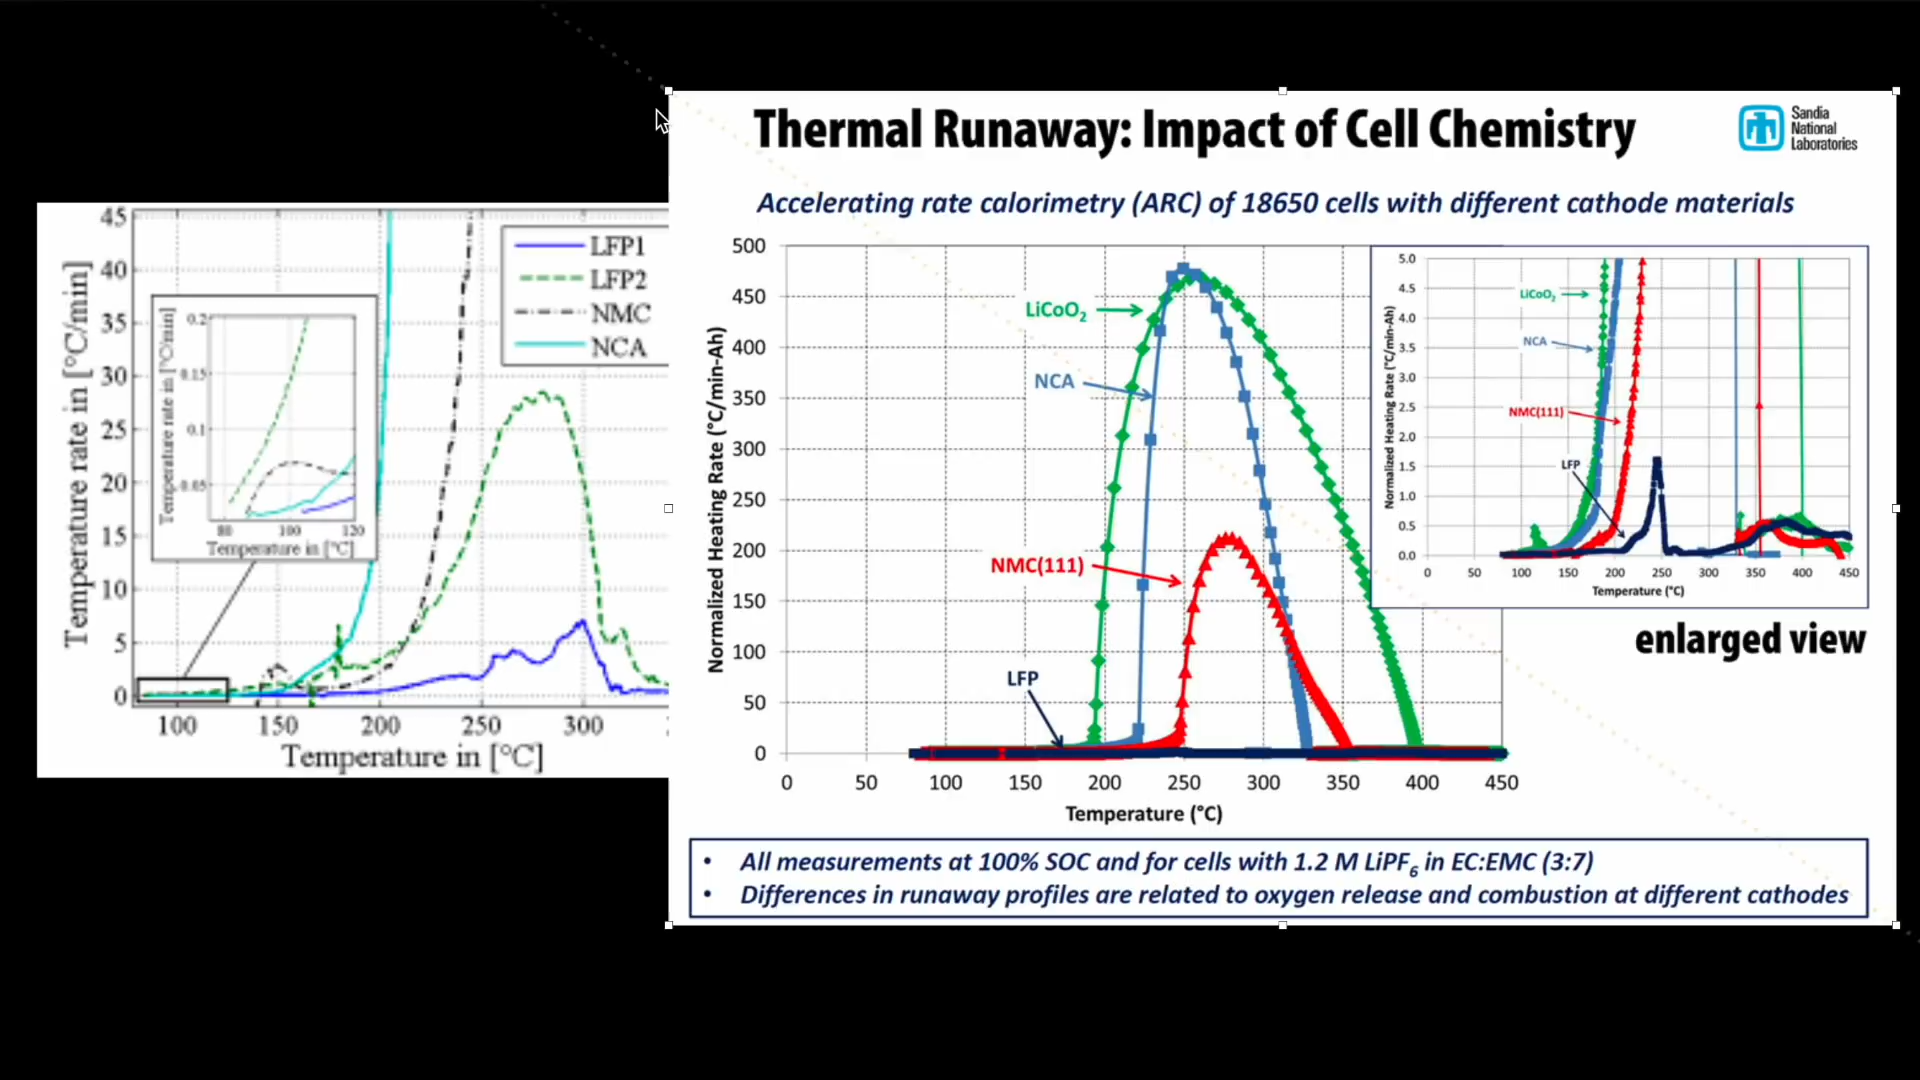 Thermal Runaway: Impact of Cell Chemistry
Sandia
National
Laboratories
Accelerating rate calorimetry (ARC) of 18650 cells with different cathode materials
Temperature rate in [°C/min]
45
40
35
30
25
20
15
10
5
0
100
150
200
250
300
Temperature in [°C]
LFP1
LFP2
NMC
NCA
Temperature rate in [°C/min]
0.2
0.15
0.1
0.05
80
100
120
Temperature in [°C]
Normalized Heating Rate (°C/min-Ah)
500
450
400
350
300
250
200
150
100
50
0
0
50
100
150
200
250
300
350
400
450
Temperature (°C)
LiCoO₂
NCA
NMC(111)
LFP
Normalized Heating Rate (°C/min-Ah)
5.0
4.5
4.0
3.5
3.0
2.5
2.0
1.5
1.0
0.5
0.0
0
50
100
150
200
250
300
350
400
450
Temperature (°C)
LiCoO₂
NCA
NMC(111)
LFP
enlarged view
• All measurements at 100% SOC and for cells with 1.2 M LiPF₆ in EC:EMC (3:7)
• Differences in runaway profiles are related to oxygen release and combustion at different cathodes